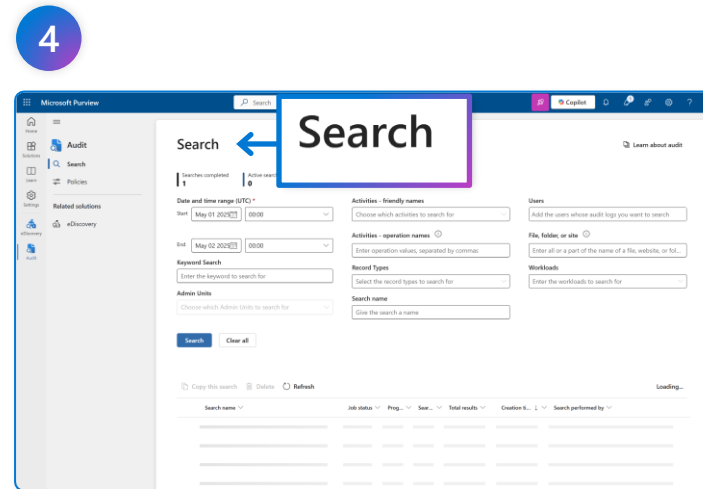 4
Microsoft Purview
Search
Copilot
?
Search
Home
Solutions
Users
Settings
eDiscovery
Audit
Audit
Search
Policies
Related solutions
eDiscovery
Search
Learn about audit
Searches completed
1
Active searc
0
Date and time range (UTC) *
Start May 01 2025 00:00
End May 02 2025 00:00
Keyword Search
Enter the keyword to search for
Admin Units
Choose which Admin Units to search for
Activities - friendly names
Choose which activities to search for
Activities - operation names
Enter operation values, separated by commas
Record Types
Select the record types to search for
Search name
Give the search a name
Users
Add the users whose audit logs you want to search
File, folder, or site
Enter all or a part of the name of a file, website, or fol...
Workloads
Enter the workloads to search for
Search Clear all
Copy this search Delete Refresh Loading...
Search name Job status Prog... Sear... Total results Creation ti... ↓ Search performed by